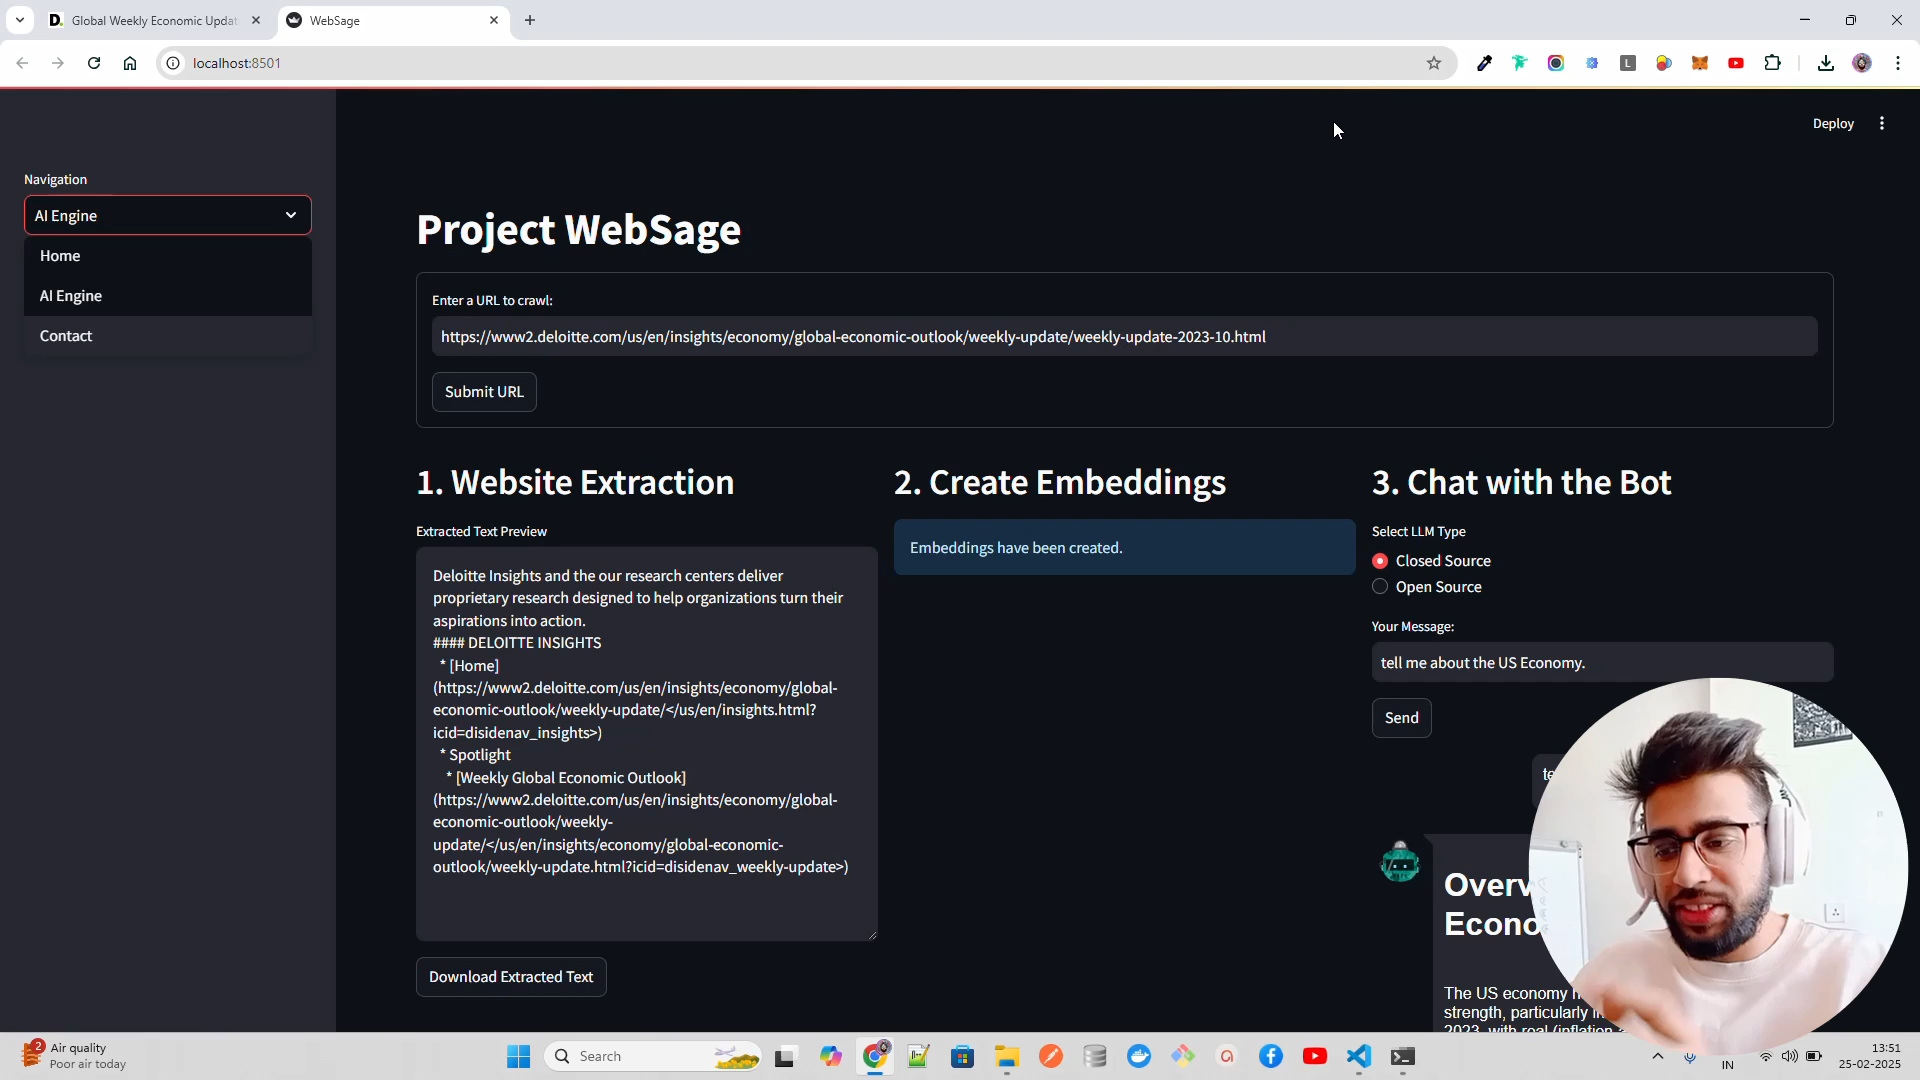 Global Weekly Economic Updat
WebSage
localhost:8501
Deploy
Navigation
AI Engine
Home
AI Engine
Contact
Project WebSage
Enter a URL to crawl:
https://www2.deloitte.com/us/en/insights/economy/global-economic-outlook/weekly-update/weekly-update-2023-10.html
Submit URL
1. Website Extraction
Extracted Text Preview
Deloitte Insights and the our research centers deliver
proprietary research designed to help organizations turn their
aspirations into action.
#### DELOITTE INSIGHTS
* [Home]
(https://www2.deloitte.com/us/en/insights/economy/global-
economic-outlook/weekly-update/</us/en/insights.html?
icid=disidenav_insights>)
* Spotlight
* [Weekly Global Economic Outlook]
(https://www2.deloitte.com/us/en/insights/economy/global-
economic-outlook/weekly-
update/</us/en/insights/economy/global-economic-
outlook/weekly-update.html?icid=disidenav_weekly-update>)
Download Extracted Text
2. Create Embeddings
Embeddings have been created.
3. Chat with the Bot
Select LLM Type
Closed Source
Open Source
Your Message:
tell me about the US Economy.
Send
The US economy
strength, particularly
2023, with real (inflation
2
Air quality
Poor air today
Search
IN
13:51
25-02-2025